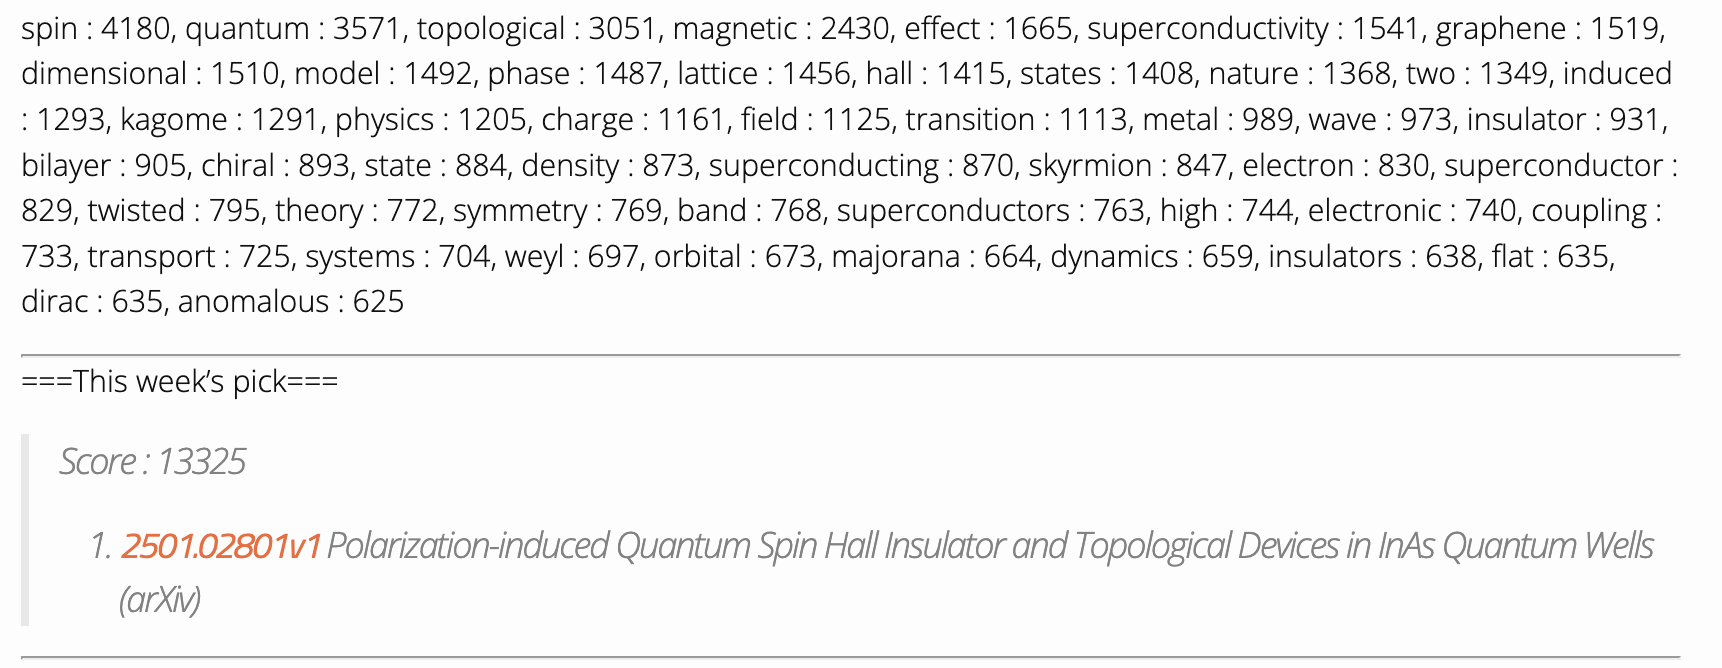 spin : 4180, quantum : 3571, topological : 3051, magnetic : 2430, effect : 1665, superconductivity : 1541, graphene : 1519,
dimensional : 1510, model : 1492, phase : 1487, lattice : 1456, hall : 1415, states : 1408, nature : 1368, two : 1349, induced
: 1293, kagome : 1291, physics : 1205, charge : 1161, field : 1125, transition : 1113, metal : 989, wave : 973, insulator : 931,
bilayer : 905, chiral : 893, state : 884, density : 873, superconducting : 870, skyrmion : 847, electron : 830, superconductor :
829, twisted : 795, theory : 772, symmetry : 769, band : 768, superconductors : 763, high : 744, electronic : 740, coupling :
733, transport : 725, systems : 704, weyl : 697, orbital : 673, majorana : 664, dynamics : 659, insulators : 638, flat : 635,
dirac : 635, anomalous : 625
===This week’s pick===
Score : 13325
1. 2501.02801v1 Polarization-induced Quantum Spin Hall Insulator and Topological Devices in InAs Quantum Wells
(arXiv)